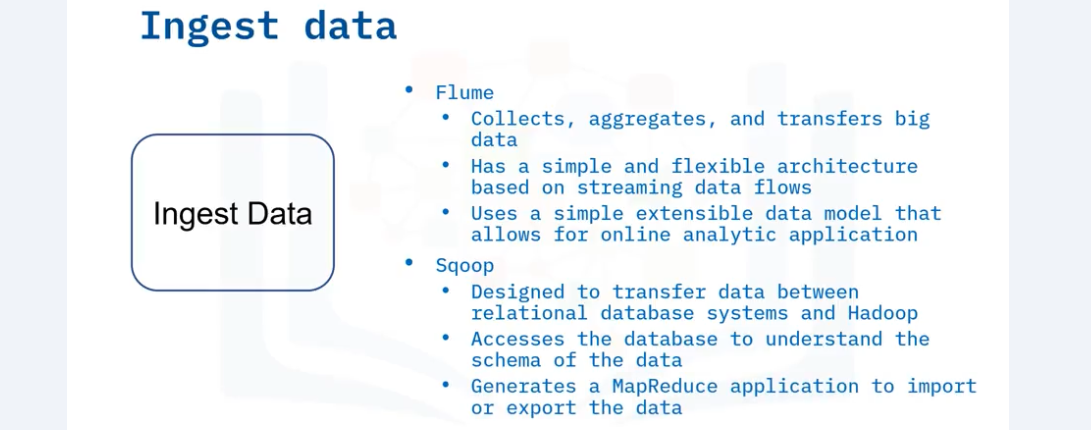 Ingest data
Ingest Data
• Flume
• Collects, aggregates, and transfers big
data
• Has a simple and flexible architecture
based on streaming data flows
• Uses a simple extensible data model that
allows for online analytic application
• Sqoop
• Designed to transfer data between
relational database systems and Hadoop
• Accesses the database to understand the
schema of the data
• Generates a MapReduce application to import
or export the data